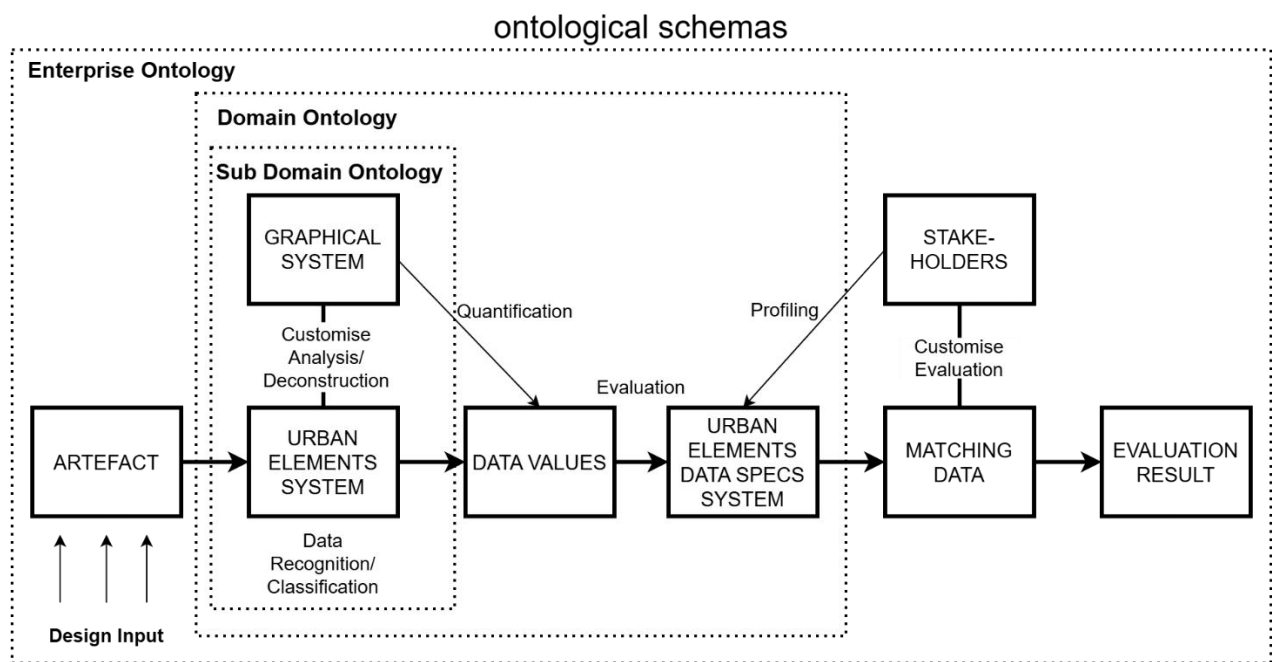 ontological schemas
Enterprise Ontology
Domain Ontology
Sub Domain Ontology
GRAPHICAL
SYSTEM
STAKE-
HOLDERS
Quantification
Profiling
Customise
Analysis/
Deconstruction
Customise
Evaluation
Evaluation
ARTEFACT
URBAN
ELEMENTS
SYSTEM
DATA VALUES
URBAN
ELEMENTS
DATA SPECS
SYSTEM
MATCHING
DATA
EVALUATION
RESULT
Data
Recognition/
Classification
Design Input